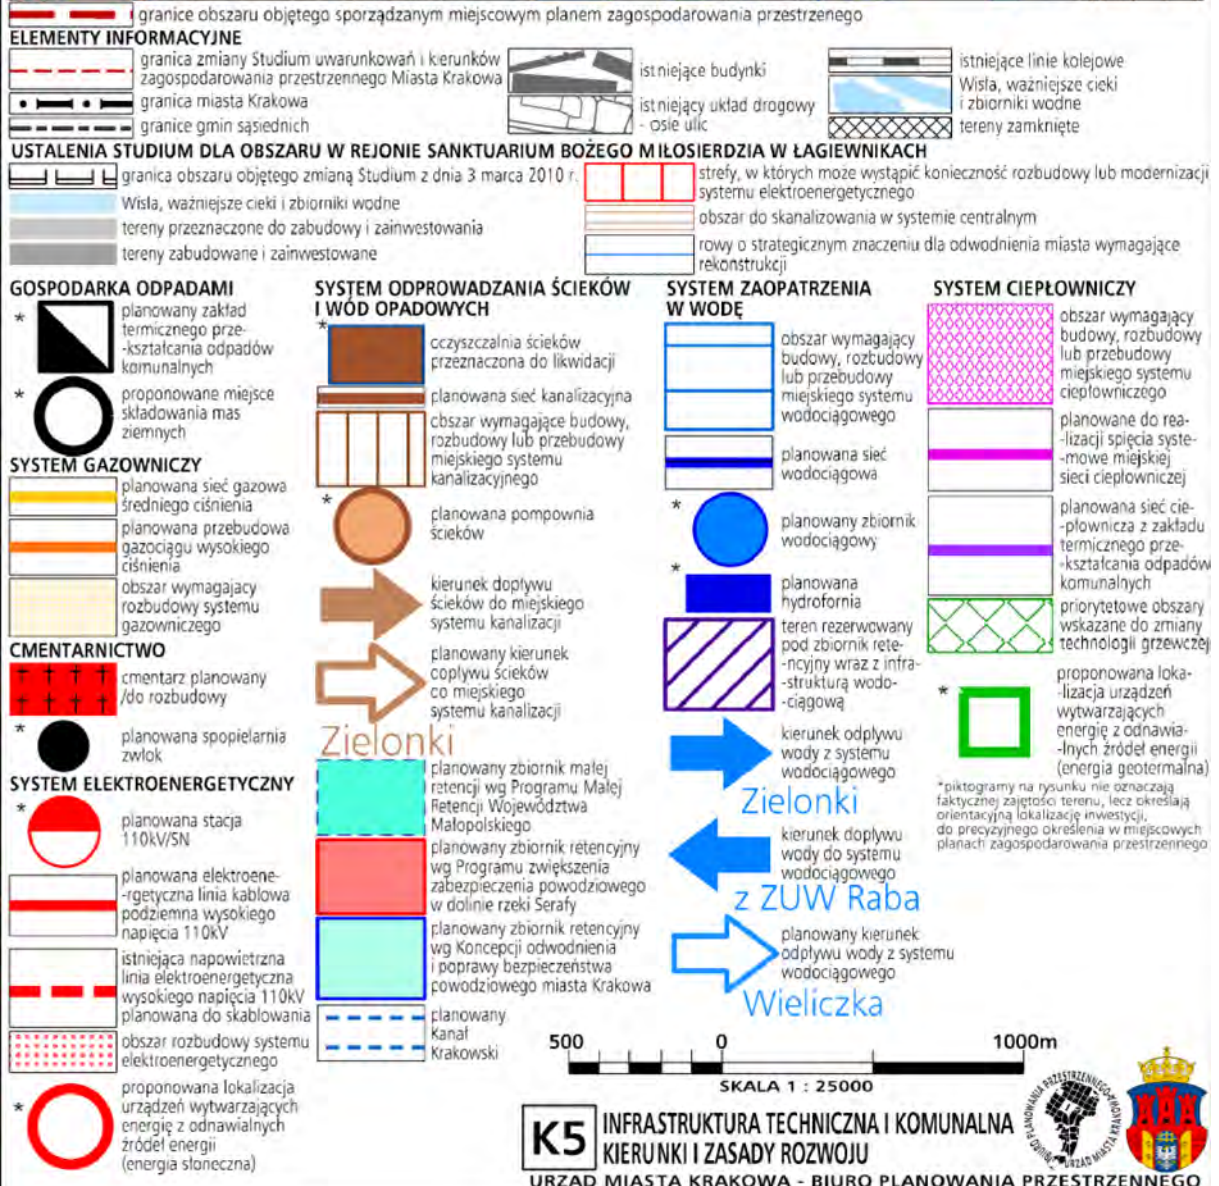 granice obszaru objętego sporządzanym miejscowym planem zagospodarowania przestrzenego
ELEMENTY INFORMACYJNE
granica zmiany Studium uwarunkowań i kierunków
zagospodarowania przestrzennego Miasta Krakowa
granica miasta Krakowa
granice gmin sąsiednich
istniejące budynki
istniejący układ drogowy
- osie ulic
istniejące linie kolejowe
Wisła, ważniejsze cieki
i zbiorniki wodne
tereny zamknięte
USTALENIA STUDIUM DLA OBSZARU W REJONIE SANKTUARIUM BOŻEGO MIŁOSIERDZIA W ŁAGIEWNIKACH
granica obszaru objętego zmianą Studium z dnia 3 marca 2010 r.
Wisła, ważniejsze cieki i zbiorniki wodne
tereny przeznaczone do zabudowy i zainwestowania
tereny zabudowane i zainwestowane
strefy, w których może wystąpić konieczność rozbudowy lub modernizacji
systemu elektroenergetycznego
obszar do skanalizowania w systemie centralnym
rowy o strategicznym znaczeniu dla odwodnienia miasta wymagające
rekonstrukcji
GOSPODARKA ODPADAMI
*
planowany zakład
termicznego prze-
-kształcania odpadów
komunalnych
*
proponowane miejsce
składowania mas
ziemnych
SYSTEM GAZOWNICZY
planowana sieć gazowa
średniego ciśnienia
planowana przebudowa
gazociągu wysokiego
ciśnienia
obszar wymagajacy
rozbudowy systemu
gazowniczego
CMENTARNICTWO
cmentarz planowany
/do rozbudowy
*
planowana spopielarnia
zwłok
SYSTEM ELEKTROENERGETYCZNY
*
planowana stacja
110kV/SN
planowana elektroene-
-rgetyczna linia kablowa
podziemna wysokiego
napięcia 110kV
istniejąca napowietrzna
linia elektroenergetyczna
wysokiego napięcia 110kV
planowana do skablowania
obszar rozbudowy systemu
elektroenergetycznego
*
proponowana lokalizacja
urządzeń wytwarzających
energię z odnawialnych
źródeł energii
(energia słoneczna)
SYSTEM ODPROWADZANIA ŚCIEKÓW
I WÓD OPADOWYCH
*
oczyszczalnia ścieków
przeznaczona do likwidacji
planowana sieć kanalizacyjna
obszar wymagające budowy,
rozbudowy lub przebudowy
miejskiego systemu
kanalizacyjnego
*
planowana pompownia
ścieków
kierunek dopływu
ścieków do miejskiego
systemu kanalizacji
planowany kierunek
copływu ścieków
co miejskiego
systemu kanalizacji
Zielonki
planowany zbiornik małej
retencji wg Programu Małej
Retencji Województwa
Małopolskiego
planowany zbiornik retencyjny
wg Programu zwiększenia
zabezpieczenia powodziowego
w dolinie rzeki Serafy
planowany zbiornik retencyjny
wg Koncepcji odwodnienia
i poprawy bezpieczeństwa
powodziowego miasta Krakowa
planowany
Kanał
Krakowski
SYSTEM ZAOPATRZENIA
W WODĘ
obszar wymagający
budowy, rozbudowy
lub przebudowy
miejskiego systemu
wodociągowego
planowana sieć
wodociągowa
*
planowany zbiornik
wodociągowy
*
planowana
hydrofornia
teren rezerwowany
pod zbiornik rete-
-ncyjny wraz z infra-
-strukturą wodo-
-ciągową
kierunek odpływu
wody z systemu
wodociągowego
Zielonki
kierunek dopływu
wody do systemu
wodociągowego
z ZUW Raba
planowany kierunek
odpływu wody z systemu
wodociągowego
Wieliczka
SYSTEM CIEPŁOWNICZY
obszar wymagający
budowy, rozbudowy
lub przebudowy
miejskiego systemu
ciepłowniczego
planowane do rea-
-lizacji spięcia syste-
-mowe miejskiej
sieci ciepłowniczej
planowana sieć cie-
-płownicza z zakładu
termicznego prze-
-kształcania odpadów
komunalnych
priorytetowe obszary
wskazane do zmiany
technologii grzewczej
*
proponowana loka-
-lizacja urządzeń
wytwarzających
energię z odnawia-
-lnych źródeł energii
(energia geotermalna)
*piktogramy na rysunku nie oznaczają
faktycznej zajętości terenu, lecz określają
orientacyjną lokalizację inwestycji,
do precyzyjnego określenia w miejscowych
planach zagospodarowania przestrzennego
500 0 1000m
SKALA 1 : 25000
K5
INFRASTRUKTURA TECHNICZNA I KOMUNALNA
KIERUNKI I ZASADY ROZWOJU
URZĄD MIASTA KRAKOWA - BIURO PLANOWANIA PRZESTRZENNEGO